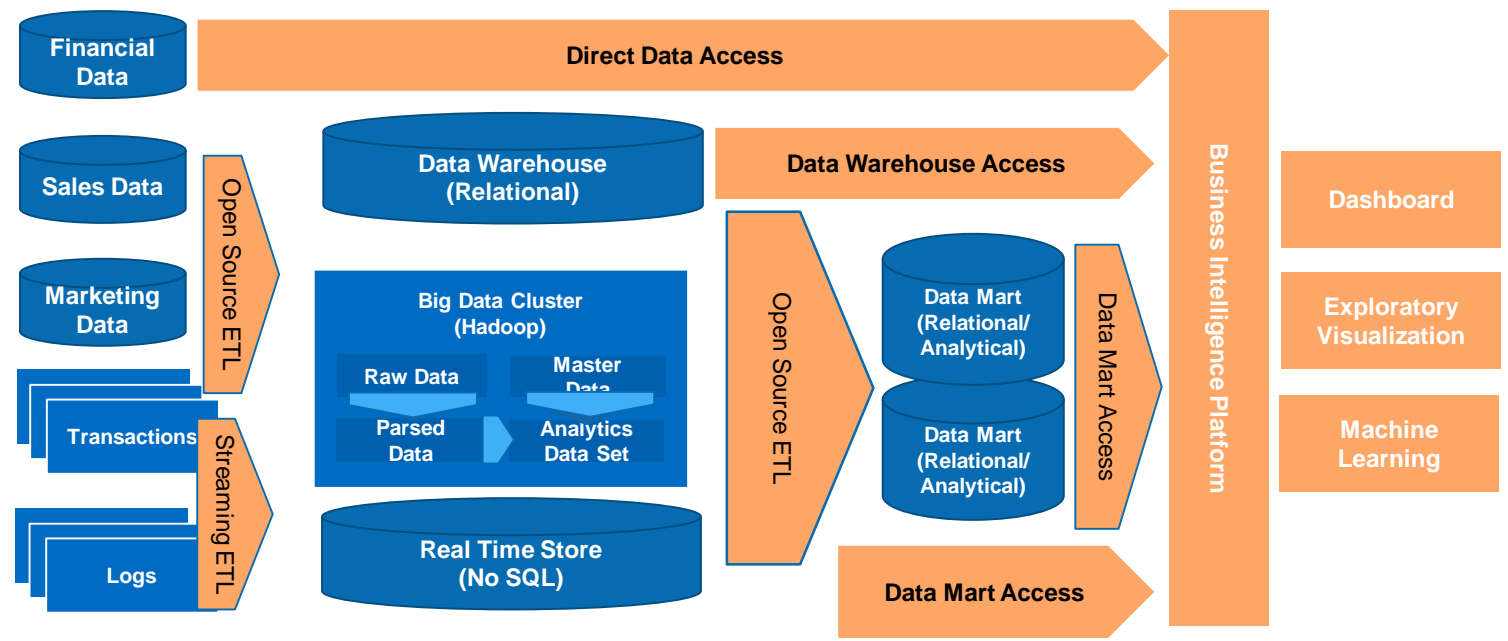 Financial
Data
Direct Data Access
Sales Data
Open Source ETL
Data Warehouse
(Relational)
Data Warehouse Access
Marketing
Data
Big Data Cluster
(Hadoop)
Raw Data
Master
Data
Parsed
Data
Analytics
Data Set
Transactions
Streaming ETL
Logs
Real Time Store
(No SQL)
Open Source ETL
Data Mart
(Relational/
Analytical)
Data Mart
(Relational/
Analytical)
Data Mart Access
Data Mart Access
Business Intelligence Platform
Dashboard
Exploratory
Visualization
Machine
Learning